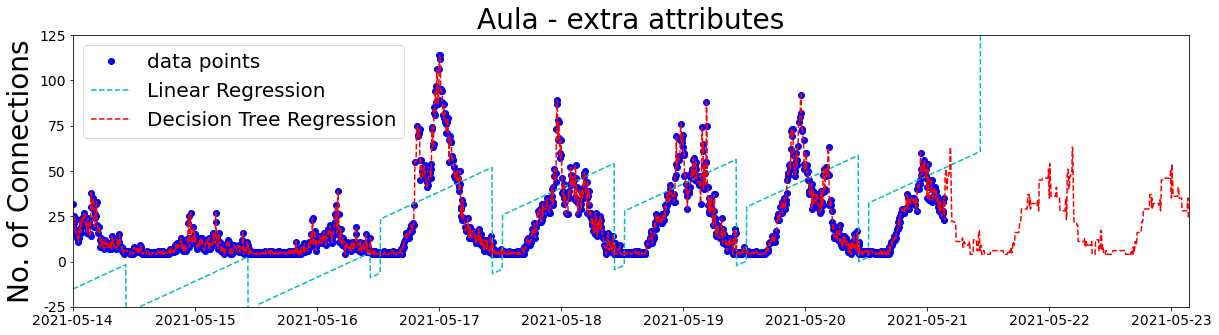 Aula - extra attributes
No. of Connections
125
100
75
50
25
0
-25
data points
Linear Regression
Decision Tree Regression
2021-05-14 2021-05-15 2021-05-16 2021-05-17 2021-05-18 2021-05-19 2021-05-20 2021-05-21 2021-05-22 2021-05-23